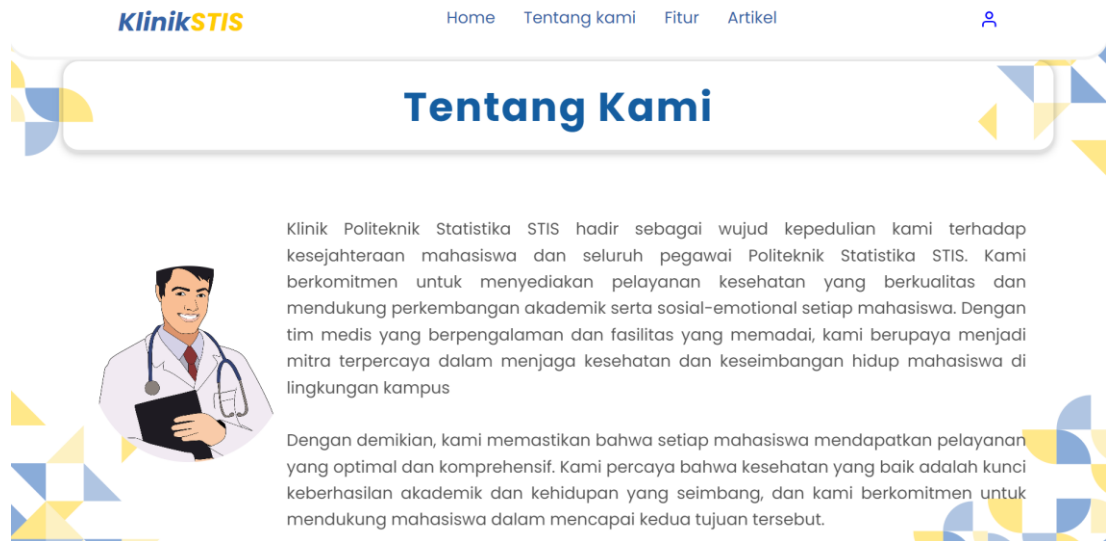 KlinikSTIS
Home Tentang kami Fitur Artikel
Tentang Kami
Klinik Politeknik Statistika STIS hadir sebagai wujud kepedulian kami terhadap
kesejahteraan mahasiswa dan seluruh pegawai Politeknik Statistika STIS. Kami
berkomitmen untuk menyediakan pelayanan kesehatan yang berkualitas dan
mendukung perkembangan akademik serta sosial-emotional setiap mahasiswa. Dengan
tim medis yang berpengalaman dan fasilitas yang memadai, kami berupaya menjadi
mitra terpercaya dalam menjaga kesehatan dan keseimbangan hidup mahasiswa di
lingkungan kampus
Dengan demikian, kami memastikan bahwa setiap mahasiswa mendapatkan pelayanan
yang optimal dan komprehensif. Kami percaya bahwa kesehatan yang baik adalah kunci
keberhasilan akademik dan kehidupan yang seimbang, dan kami berkomitmen untuk
mendukung mahasiswa dalam mencapai kedua tujuan tersebut.